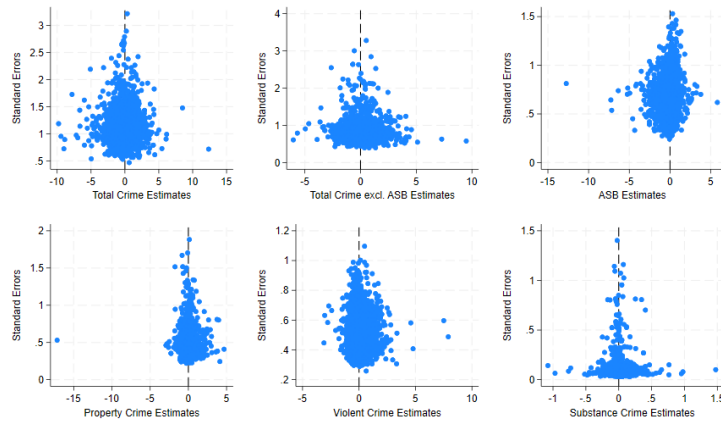 Standard Errors
3
2.5
2
1.5
1
.5
-10 -5 0 5 10 15
Total Crime Estimates
Standard Errors
4
3
2
1
0
-5 0 5 10
Total Crime excl. ASB Estimates
Standard Errors
1.5
1
.5
0
-15 -10 -5 0 5
ASB Estimates
Standard Errors
2
1.5
1
.5
0
-15 -10 -5 0 5
Property Crime Estimates
Standard Errors
1.2
1
.8
.6
.4
.2
-5 0 5 10
Violent Crime Estimates
Standard Errors
1.5
1
.5
0
-1 -.5 0 .5 1 1.5
Substance Crime Estimates